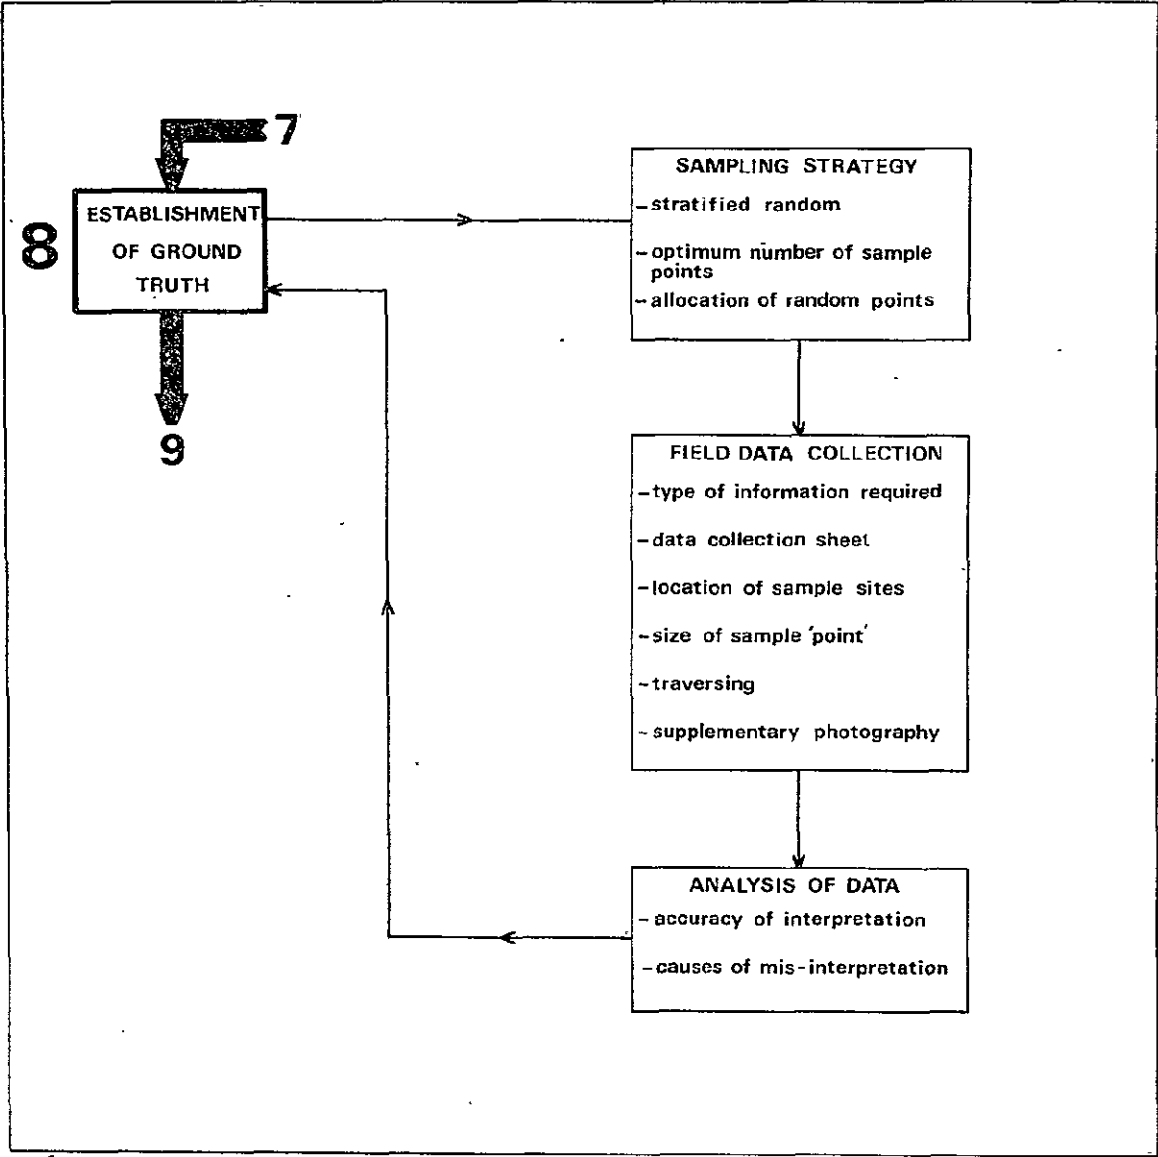 7
8
ESTABLISHMENT
OF GROUND
TRUTH
9
SAMPLING STRATEGY
-stratified random
-optimum number of sample
points
-allocation of random points
FIELD DATA COLLECTION
-type of information required
-data collection sheet
-location of sample sites
-size of sample 'point'
-traversing
-supplementary photography
ANALYSIS OF DATA
-accuracy of interpretation
-causes of mis-interpretation